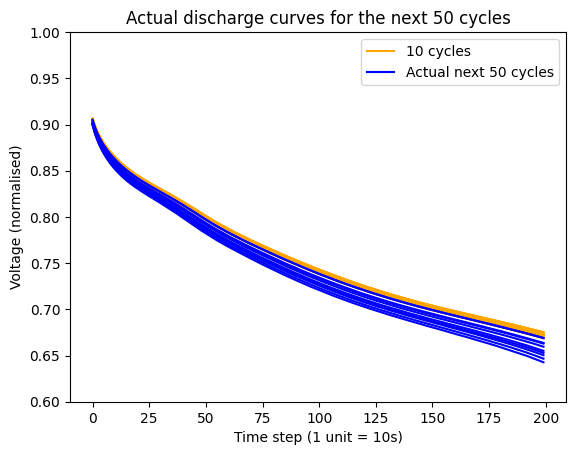 Actual discharge curves for the next 50 cycles
1.00
0.95
0.90
0.85
0.80
0.75
0.70
0.65
0.60
Voltage (normalised)
10 cycles
Actual next 50 cycles
0 25 50 75 100 125 150 175 200
Time step (1 unit = 10s)